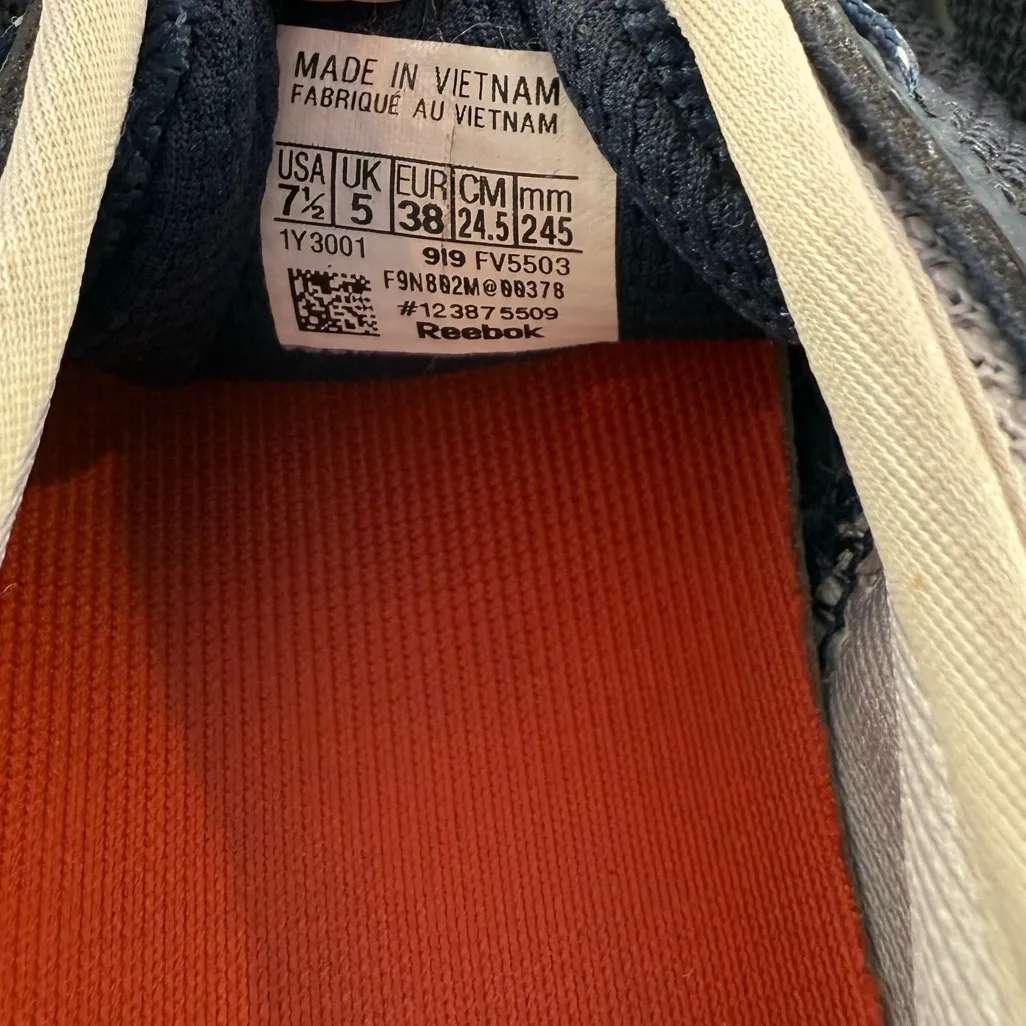 MADE IN VIETNAM
FABRIQUÉ AU VIETNAM
USA UK EUR CM mm
7½ 5 38 24.5 245
1Y3001 919 FV5503
F9N802M@00378
#123875509
Reebok